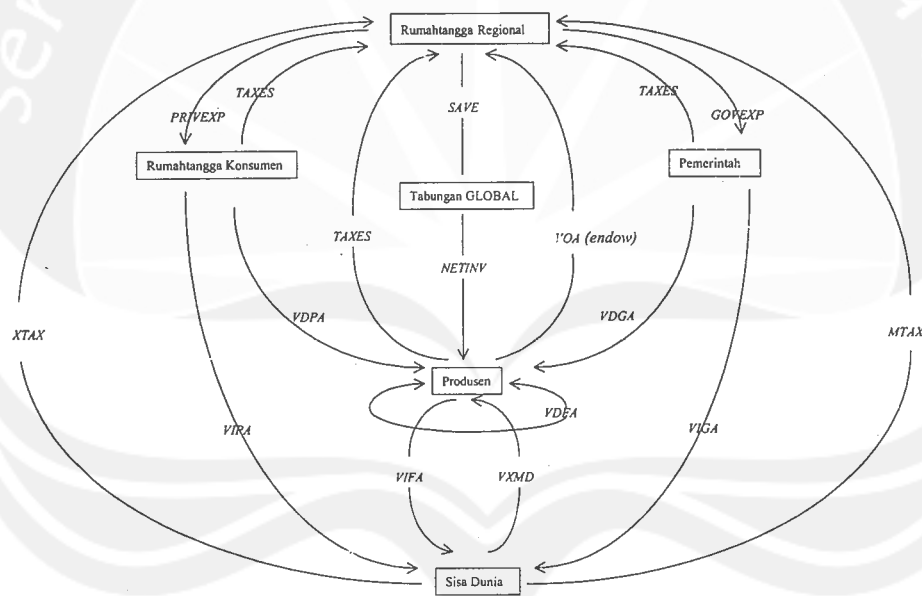 Rumahtangga Regional
TAXES
SAVE
TAXES
PRIVEXP
GOVEXP
Rumahtangga Konsumen
Pemerintah
Tabungan GLOBAL
TAXES
VOA (endow)
NETINV
VDPA
VDGA
XTAX
MTAX
Produsen
VDFA
VIPA
VIGA
VIFA
VXMD
Sisa Dunia